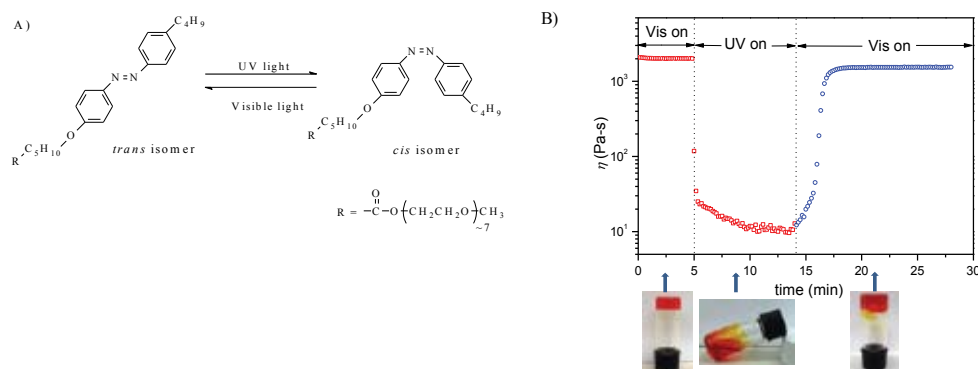 A)
C₄H₉
N=N
O
C₅H₁₀
R
trans isomer
UV light
Visible light
N=N
O
C₅H₁₀
R
C₄H₉
cis isomer
R = —C(=O)—O(CH₂CH₂O)CH₃
~7
B)
Vis on UV on Vis on
η (Pa-s)
10³
10²
10¹
0 5 10 15 20 25 30
time (min)